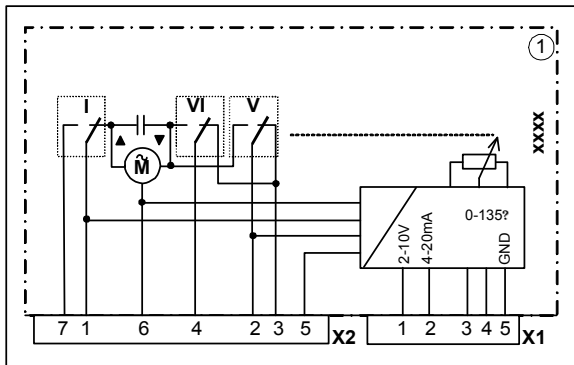 1
I VI V
xxxx
M
~
0-135?
2-10V
4-20mA
GND
7 1 6 4 2 3 5 X2
1 2 3 4 5 X1